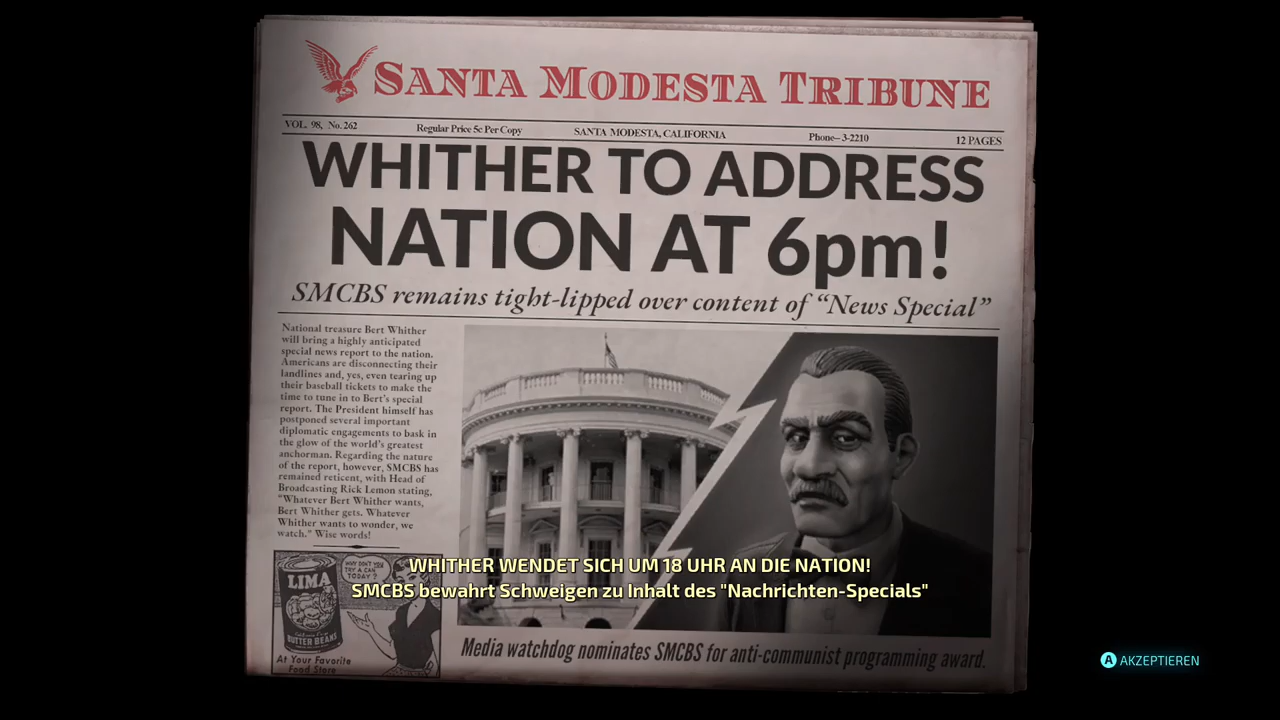 SANTA MODESTA TRIBUNE
VOL. 98, No. 262 Regular Price 5c Per Copy SANTA MODESTA, CALIFORNIA Phone–3-2210 12 PAGES
WHITHER TO ADDRESS
NATION AT 6pm!
SMCBS remains tight-lipped over content of “News Special”
National treasure Bert Whither
will bring a highly anticipated
special news report to the nation.
Americans are disconnecting their
landlines and, yes, even tearing up
their baseball tickets to make the
time to tune in to Bert's special
report. The President himself has
postponed several important
diplomatic engagements to bask in
the glow of the world's greatest
anchorman. Regarding the nature
of the report, however, SMCBS has
remained reticent, with Head of
Broadcasting Rick Lemon stating,
“Whatever Bert Whither wants,
Bert Whither gets. Whatever
Whither wants to wonder, we
watch.” Wise words!
WHY DON'T YOU
TRY A CAN
TODAY?
LIMA
BUTTER BEANS
At Your Favorite
Food Store
WHITHER WENDET SICH UM 18 UHR AN DIE NATION!
SMCBS bewahrt Schweigen zu Inhalt des "Nachrichten-Specials"
Media watchdog nominates SMCBS for anti-communist programming award.
A AKZEPTIEREN